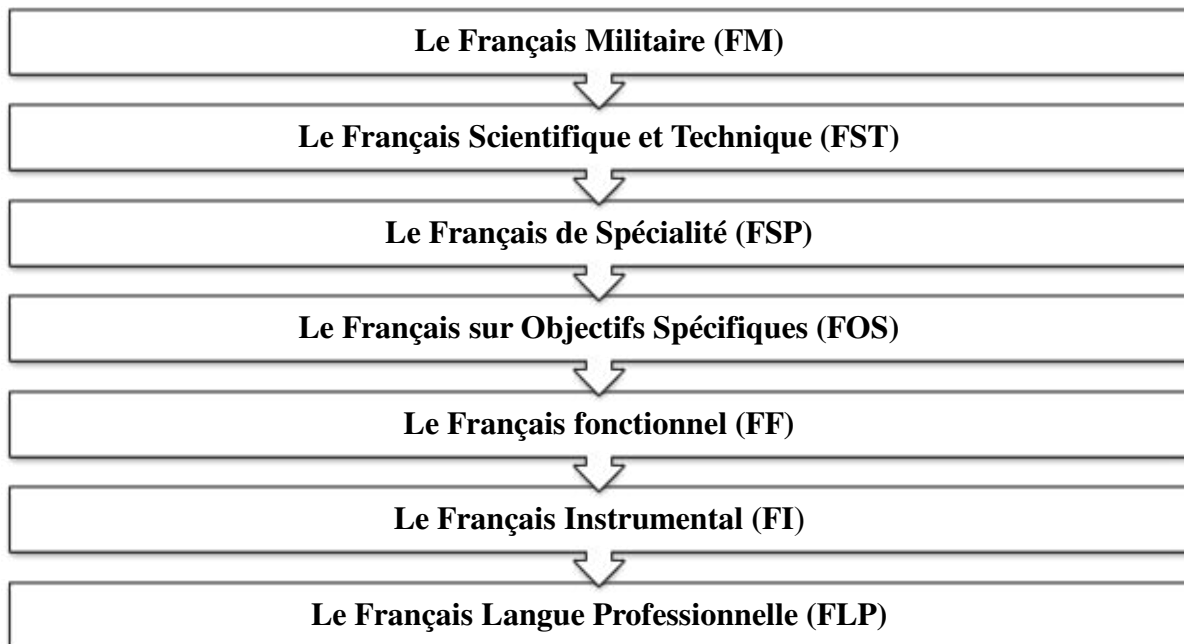 Le Français Militaire (FM)
Le Français Scientifique et Technique (FST)
Le Français de Spécialité (FSP)
Le Français sur Objectifs Spécifiques (FOS)
Le Français fonctionnel (FF)
Le Français Instrumental (FI)
Le Français Langue Professionnelle (FLP)